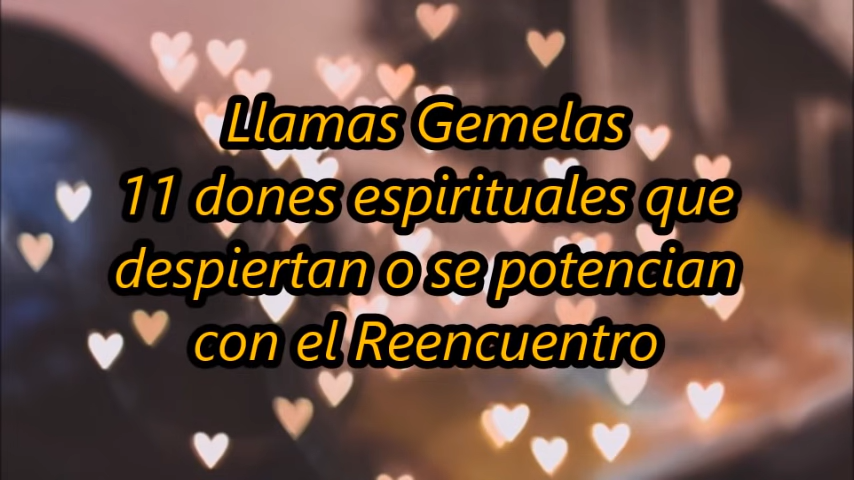 Llamas Gemelas
11 dones espirituales que
despiertan o se potencian
con el Reencuentro